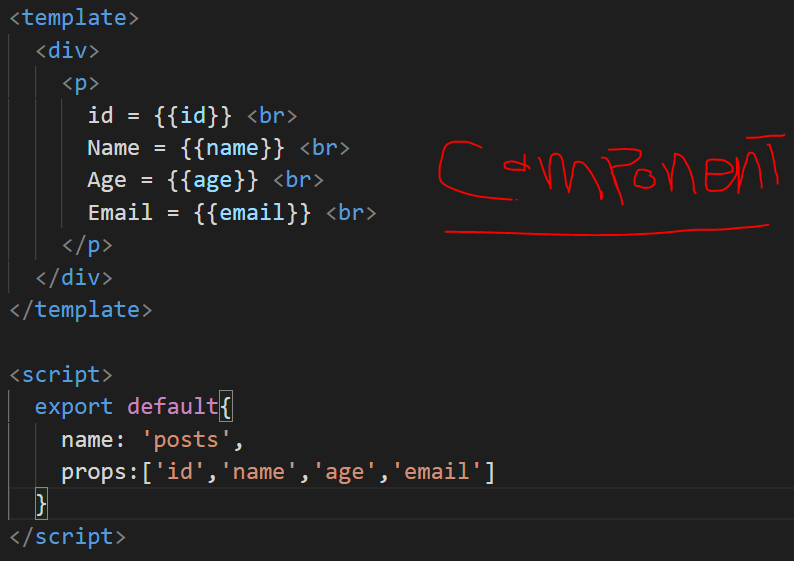 <template>
<div>
<p>
id = {{id}} <br>
Name = {{name}} <br>
Age = {{age}} <br>
Email = {{email}} <br>
</p>
</div>
</template>
Component
<script>
export default{
name: 'posts',
props:['id','name','age','email']
}
</script>